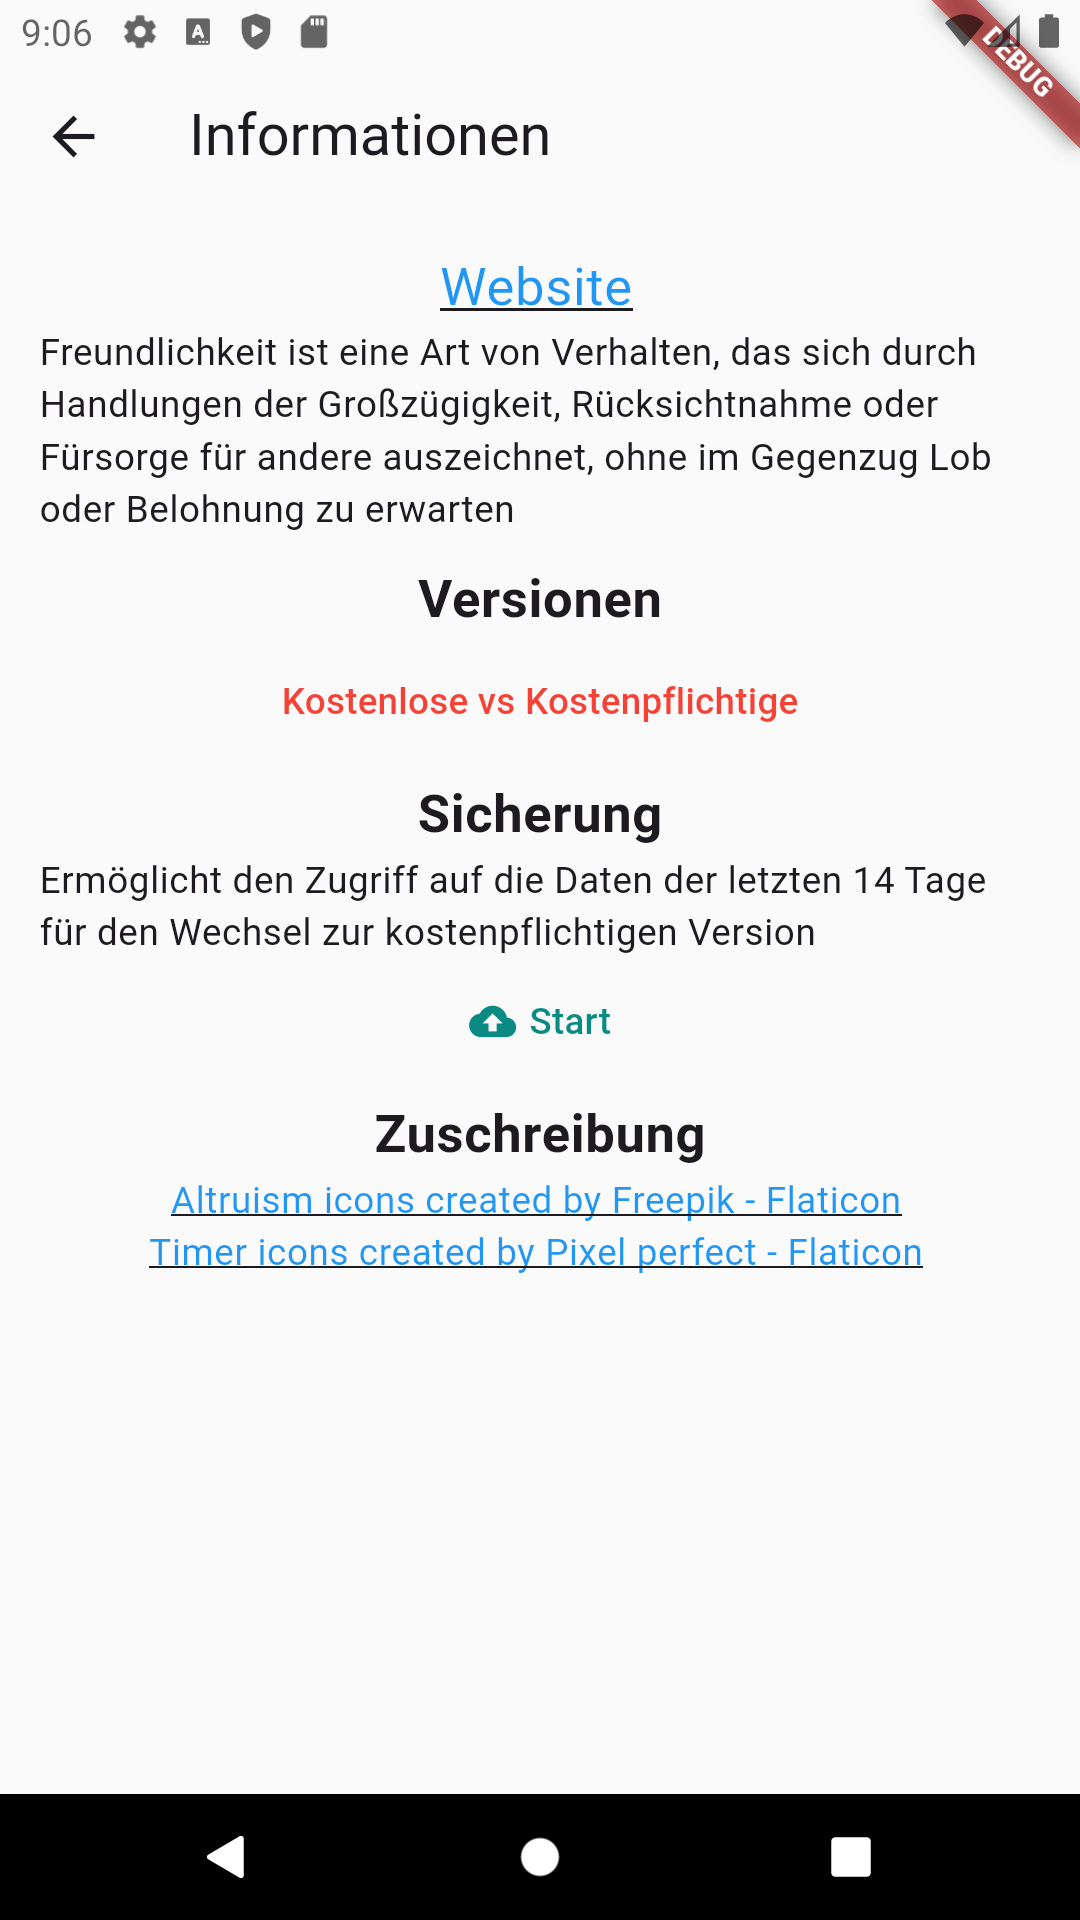 9:06
DEBUG
Informationen
Website
Freundlichkeit ist eine Art von Verhalten, das sich durch
Handlungen der Großzügigkeit, Rücksichtnahme oder
Fürsorge für andere auszeichnet, ohne im Gegenzug Lob
oder Belohnung zu erwarten
Versionen
Kostenlose vs Kostenpflichtige
Sicherung
Ermöglicht den Zugriff auf die Daten der letzten 14 Tage
für den Wechsel zur kostenpflichtigen Version
Start
Zuschreibung
Altruism icons created by Freepik - Flaticon
Timer icons created by Pixel perfect - Flaticon